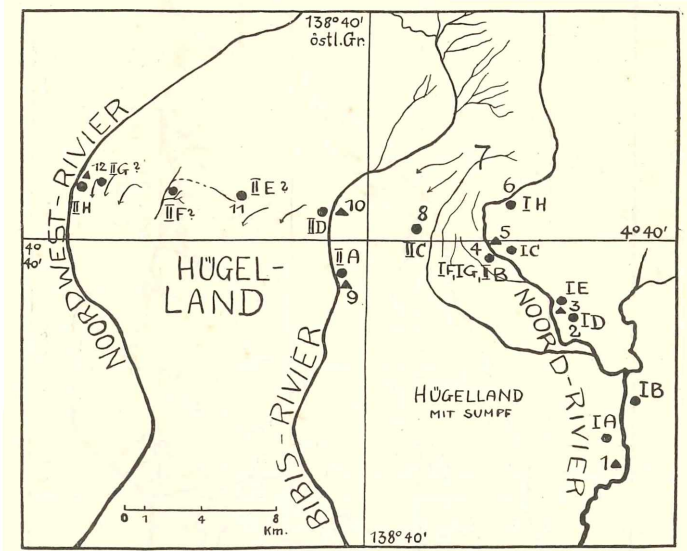 138°40'
östl.Gr.
NOORDWEST-RIVIER
12 IIG?
IIH
IIF?
IIE?
11
IID
10
7
6
IH
8
IIC
5
4
IC
4°40'
4°
40'
HÜGEL-
LAND
IIA
9
IF, IG, IIB
IE
3
ID
2
NOORD-RIVIER
BIBIS-RIVIER
HÜGELLAND
MIT SUMPF
IB
IA
1
0 1 4 8
Km.
138°40'